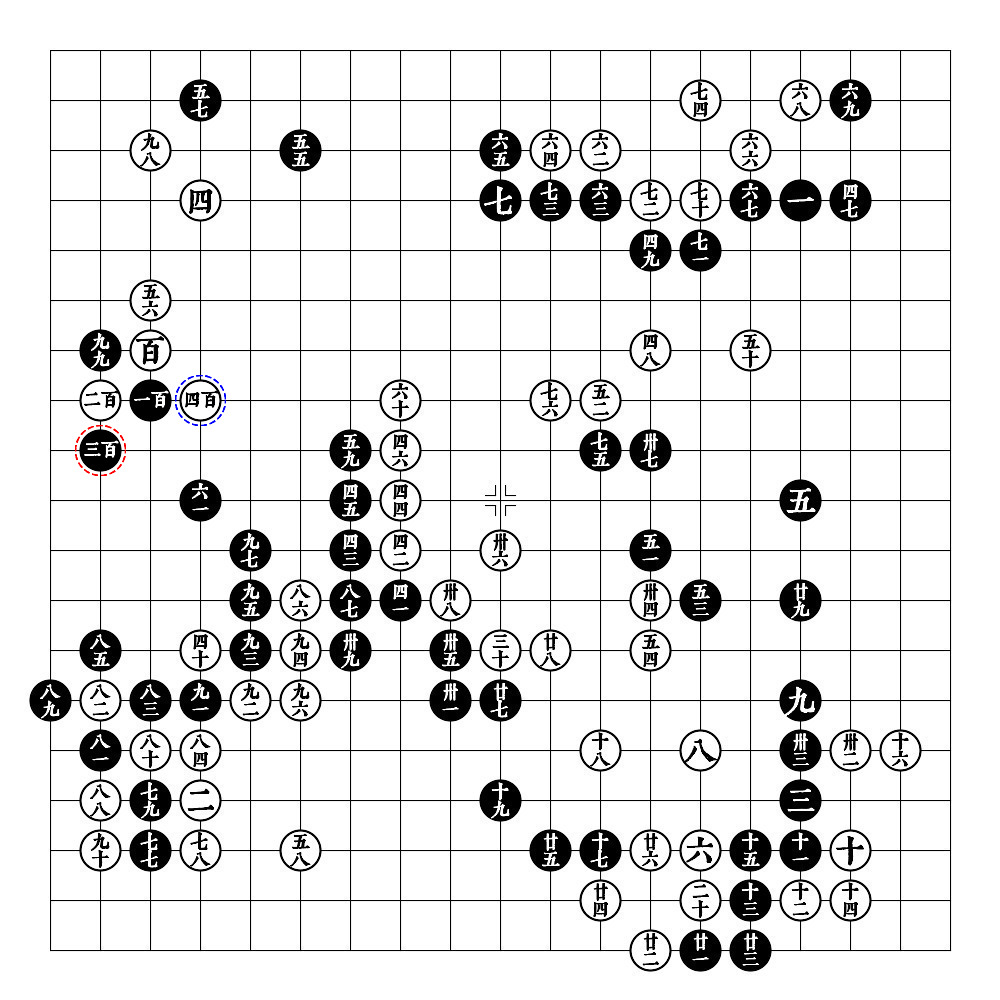 五七 七四 六八 六九
九八 五五 六五 六四 六二 六六
四 七 七三 六三 七二 七十 六七 一 四七
四九 七一
五六
九九 百 四八 五十
二百 一百 四百 六十 七六 五二
三百 五九 四六 七五 卅七
六一 四五 四四 五
九七 四三 四二 卅六 五一
九五 八六 八七 四一 卅八 卅四 五三 廿九
八五 四十 九三 九四 卅九 卅五 三十 廿八 五四
八九 八二 八三 九一 九二 九六 卅一 廿七 九
八一 八十 八四 十八 八 卅三 卅二 十六
八八 七九 二 十九 三
九十 七七 七八 五八 廿五 十七 廿六 六 十五 十一 十
廿四 二十 十三 十二 十四
廿二 廿一 廿三